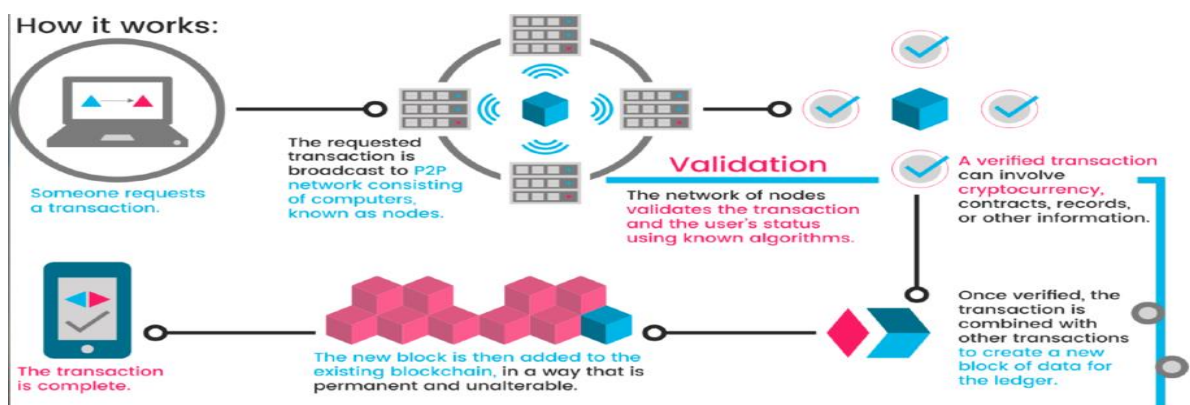 How it works:
Someone requests
a transaction.
The requested
transaction is
broadcast to P2P
network consisting
of computers,
known as nodes.
Validation
The network of nodes
validates the transaction
and the user's status
using known algorithms.
A verified transaction
can involve
cryptocurrency,
contracts, records,
or other information.
Once verified, the
transaction is
combined with
other transactions
to create a new
block of data for
the ledger.
The new block is then added to the
existing blockchain, in a way that is
permanent and unalterable.
The transaction
is complete.